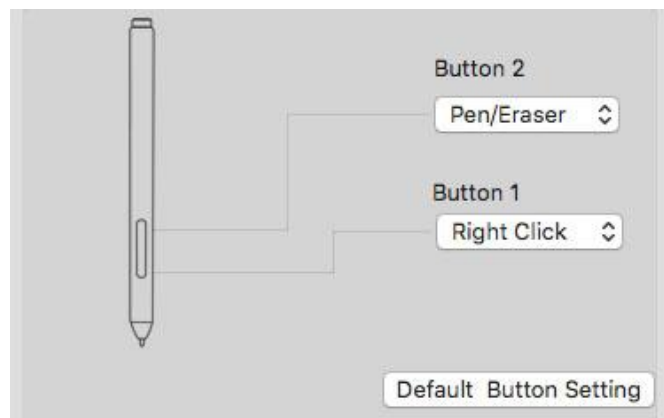 Button 2
Pen/Eraser
Button 1
Right Click
Default Button Setting